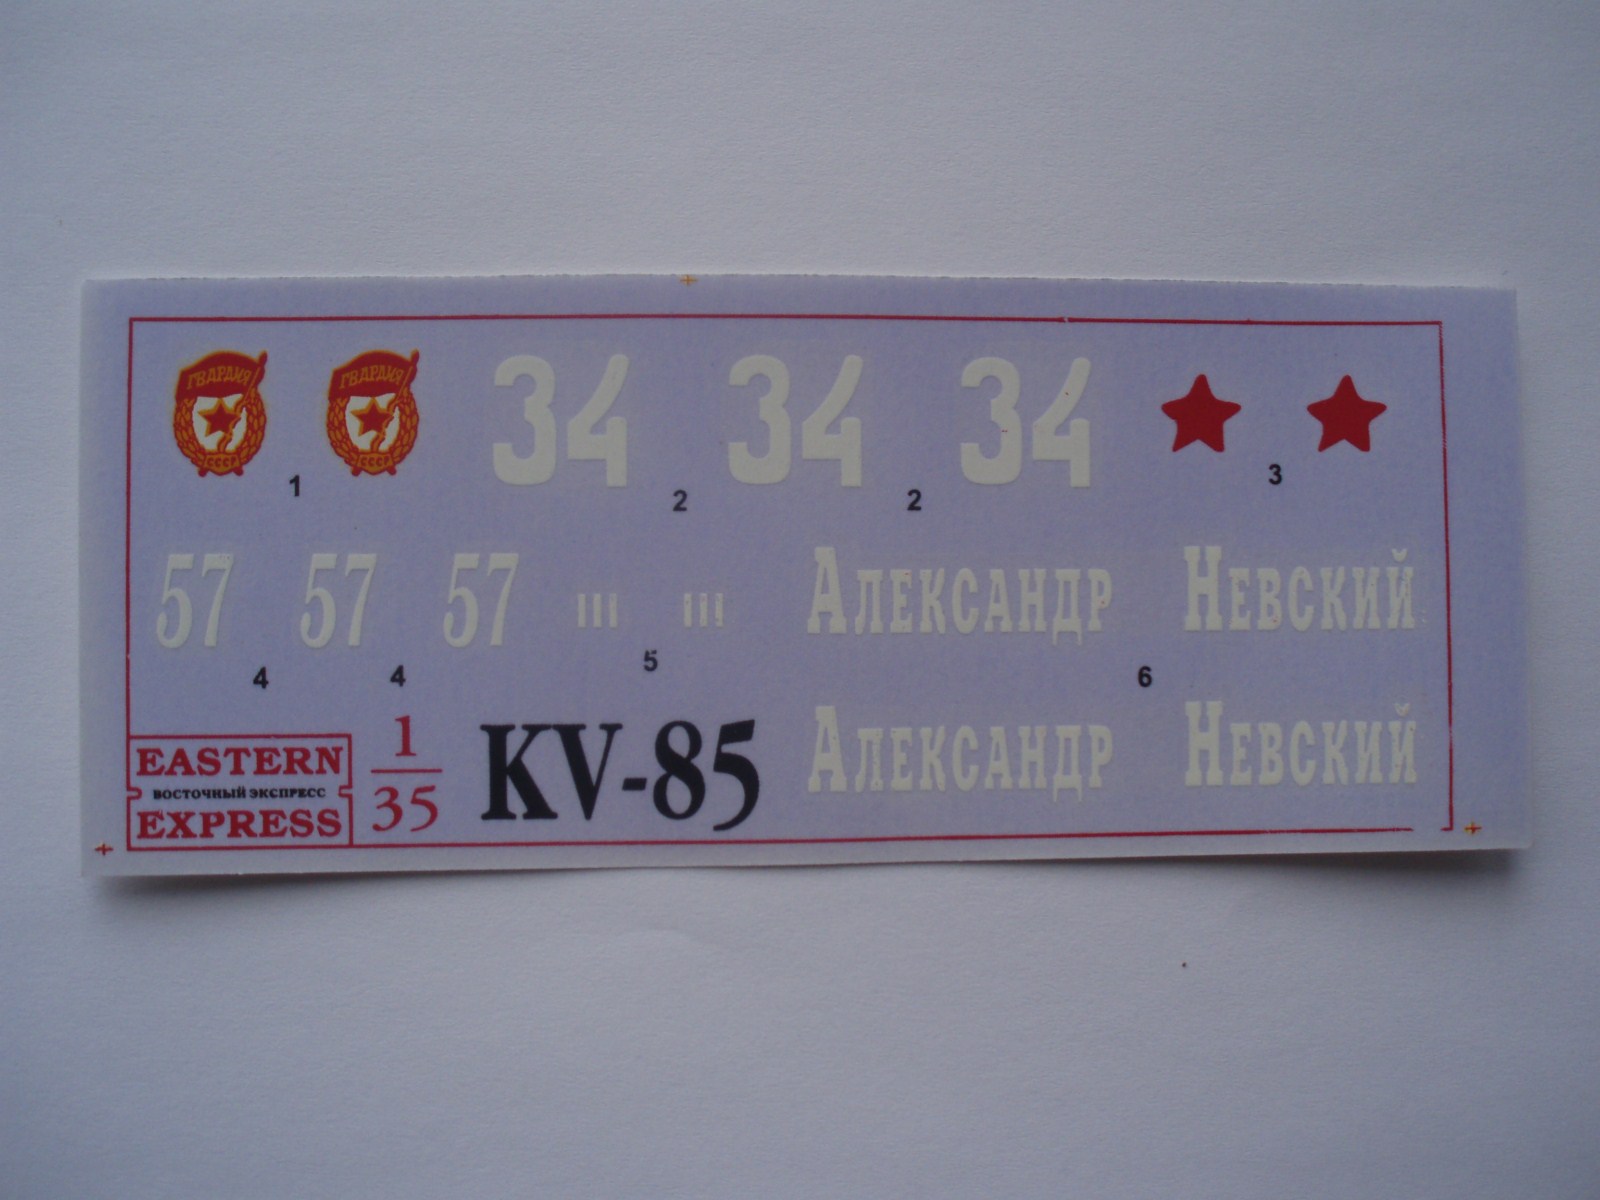 ГВАРДИЯ ГВАРДИЯ
СССР СССР
34 34 34
1 2 2 3
57 57 57 III III АЛЕКСАНДР НЕВСКИЙ
4 4 5 6
EASTERN
ВОСТОЧНЫЙ ЭКСПРЕСС
EXPRESS
1
35
KV-85
АЛЕКСАНДР НЕВСКИЙ